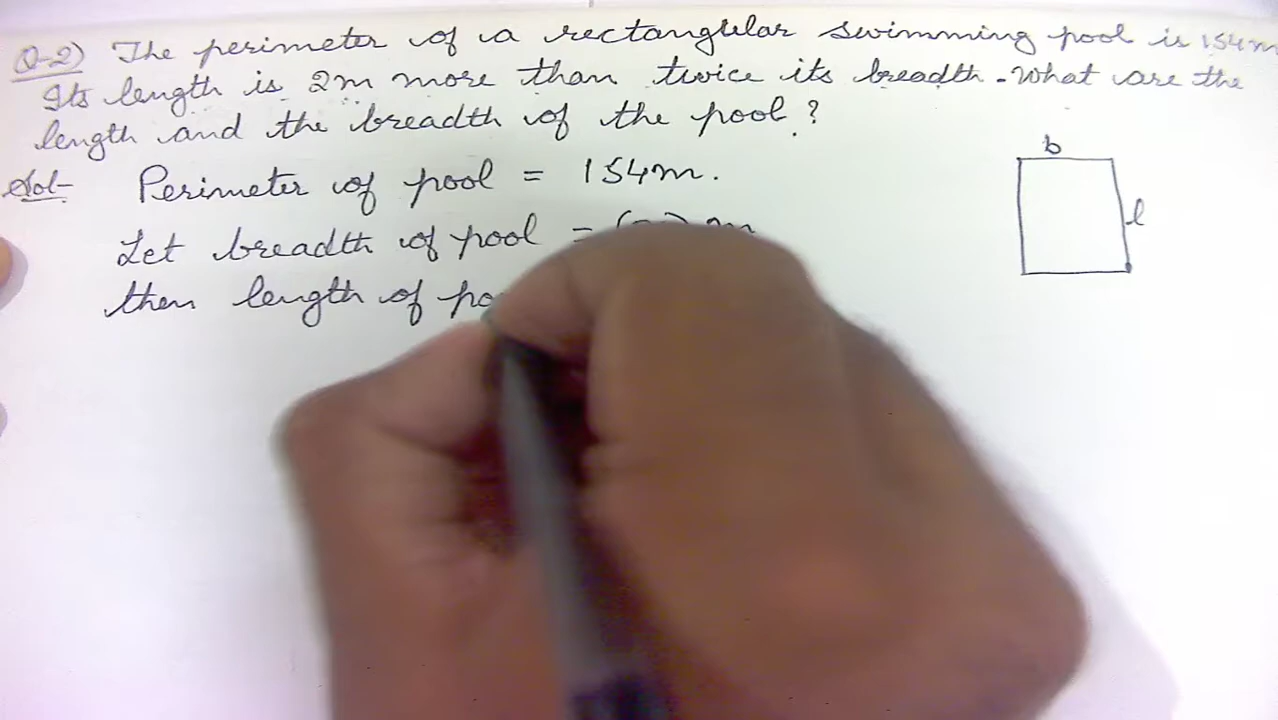 Q-2) The perimeter of a rectangular swimming pool is 154m
Its length is 2m more than twice its breadth. What are the
length and the breadth of the pool?
Sol- Perimeter of pool = 154m.
Let breadth of pool = m
then length of
b
l